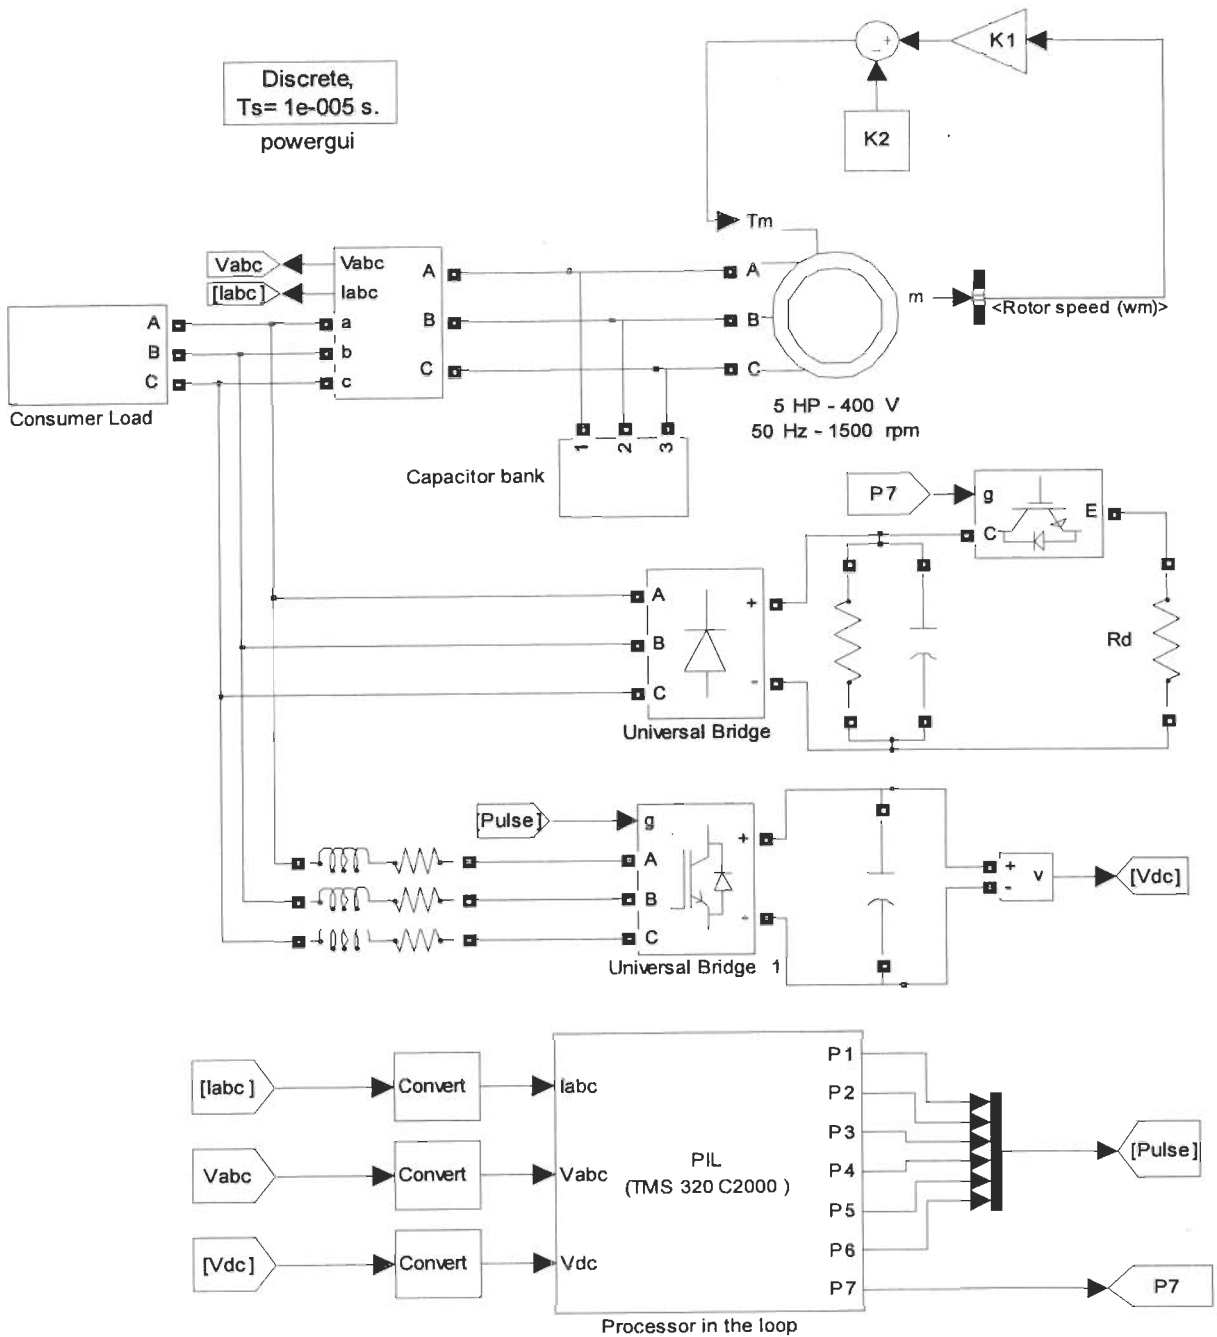 K1
+
-
Discrete,
Ts= 1e-005 s.
powergui
K2
Tm
Vabc
[Iabc]
Vabc
Iabc
A
B
C
a
b
c
A
B
C
m
<Rotor speed (wm)>
A
B
C
Consumer Load
5 HP - 400 V
50 Hz - 1500 rpm
1
2
3
Capacitor bank
P7
g
C
E
A
B
C
+
-
Rd
Universal Bridge
[Pulse]
g
A
B
C
+
-
+
-
v
[Vdc]
Universal Bridge 1
[Iabc]
Convert
Iabc
Vabc
Convert
Vabc
[Vdc]
Convert
Vdc
PIL
(TMS 320 C2000 )
P1
P2
P3
P4
P5
P6
P7
[Pulse]
P7
Processor in the loop